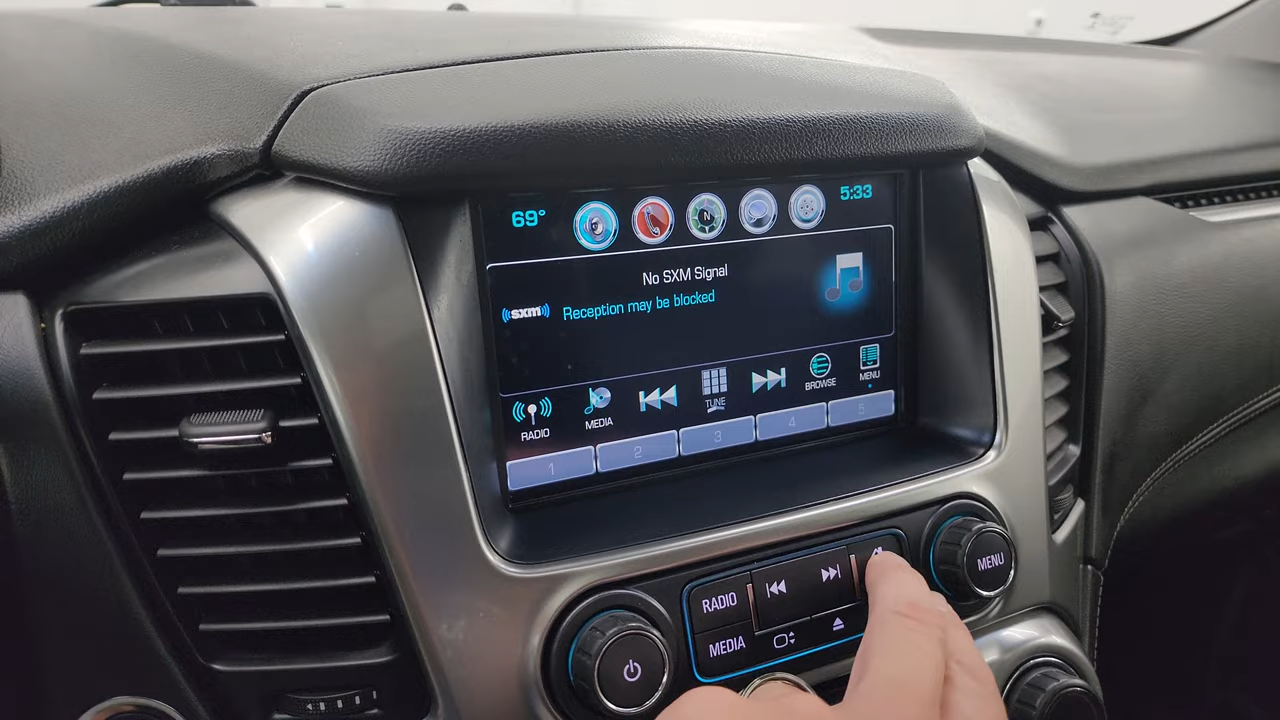 69°
N
5:33
No SXM Signal
((sxm))
Reception may be blocked
RADIO
MEDIA
TUNE
BROWSE
MENU
1
2
3
4
5
RADIO
MEDIA
MENU